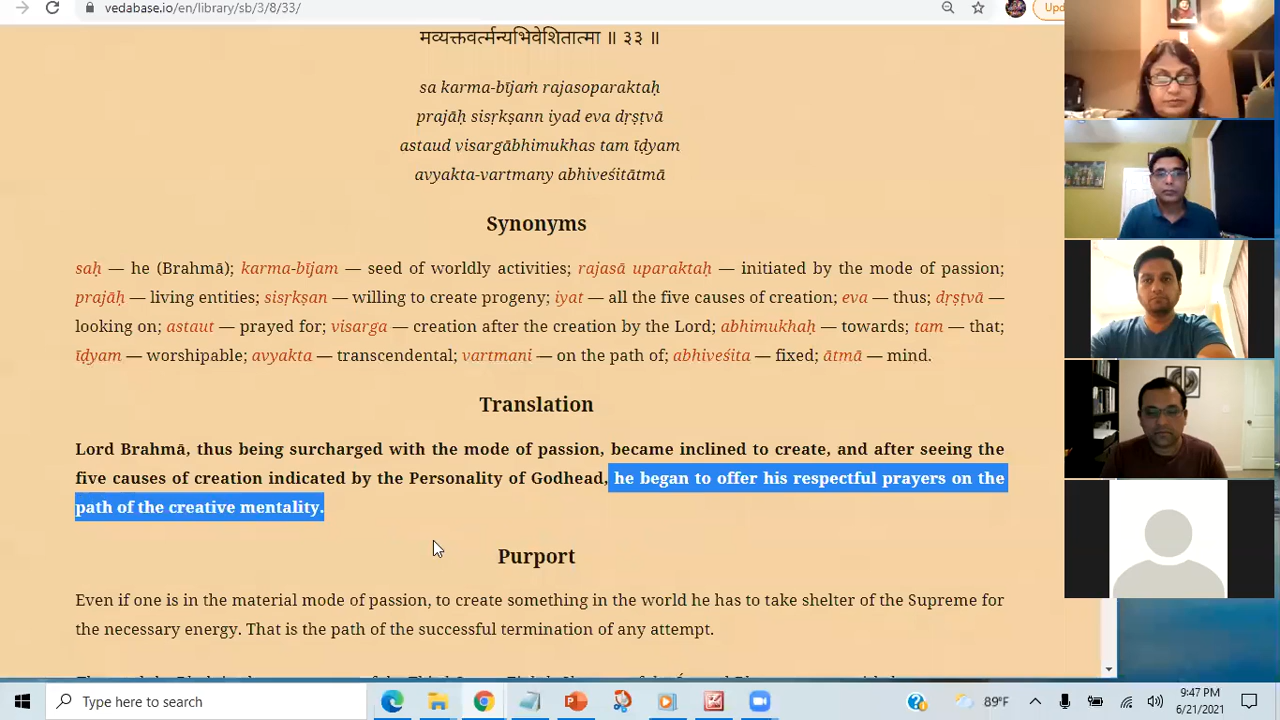 vedabase.io/en/library/sb/3/8/33/
Upd
मव्यक्तवर्त्मन्यभिवेशितात्मा ॥ ३३ ॥
sa karma-bījaṁ rajasoparaktaḥ
prajāḥ sisṛkṣann iyad eva dṛṣṭvā
astaud visargābhimukhas tam īḍyam
avyakta-vartmany abhiveśitātmā
Synonyms
saḥ — he (Brahmā); karma-bījam — seed of worldly activities; rajasā uparaktaḥ — initiated by the mode of passion;
prajāḥ — living entities; sisṛkṣan — willing to create progeny; iyat — all the five causes of creation; eva — thus; dṛṣṭvā —
looking on; astaut — prayed for; visarga — creation after the creation by the Lord; abhimukhaḥ — towards; tam — that;
īḍyam — worshipable; avyakta — transcendental; vartmani — on the path of; abhiveśita — fixed; ātmā — mind.
Translation
Lord Brahmā, thus being surcharged with the mode of passion, became inclined to create, and after seeing the
five causes of creation indicated by the Personality of Godhead, he began to offer his respectful prayers on the
path of the creative mentality.
Purport
Even if one is in the material mode of passion, to create something in the world he has to take shelter of the Supreme for
the necessary energy. That is the path of the successful termination of any attempt.
Type here to search
89°F
9:47 PM
6/21/2021